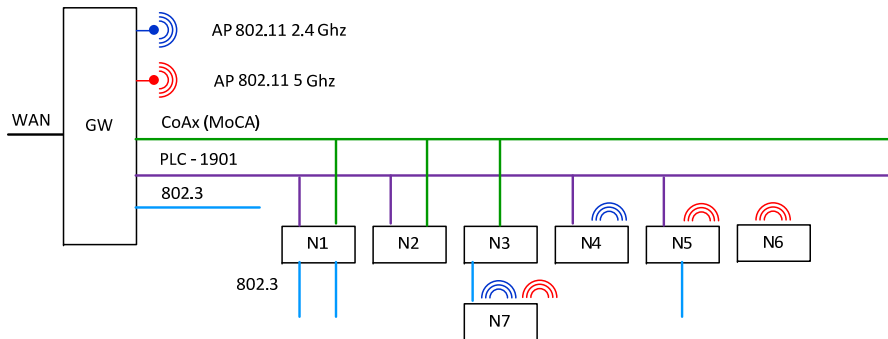 AP 802.11 2.4 Ghz
AP 802.11 5 Ghz
WAN
GW
CoAx (MoCA)
PLC - 1901
802.3
N1
N2
N3
N4
N5
N6
802.3
N7